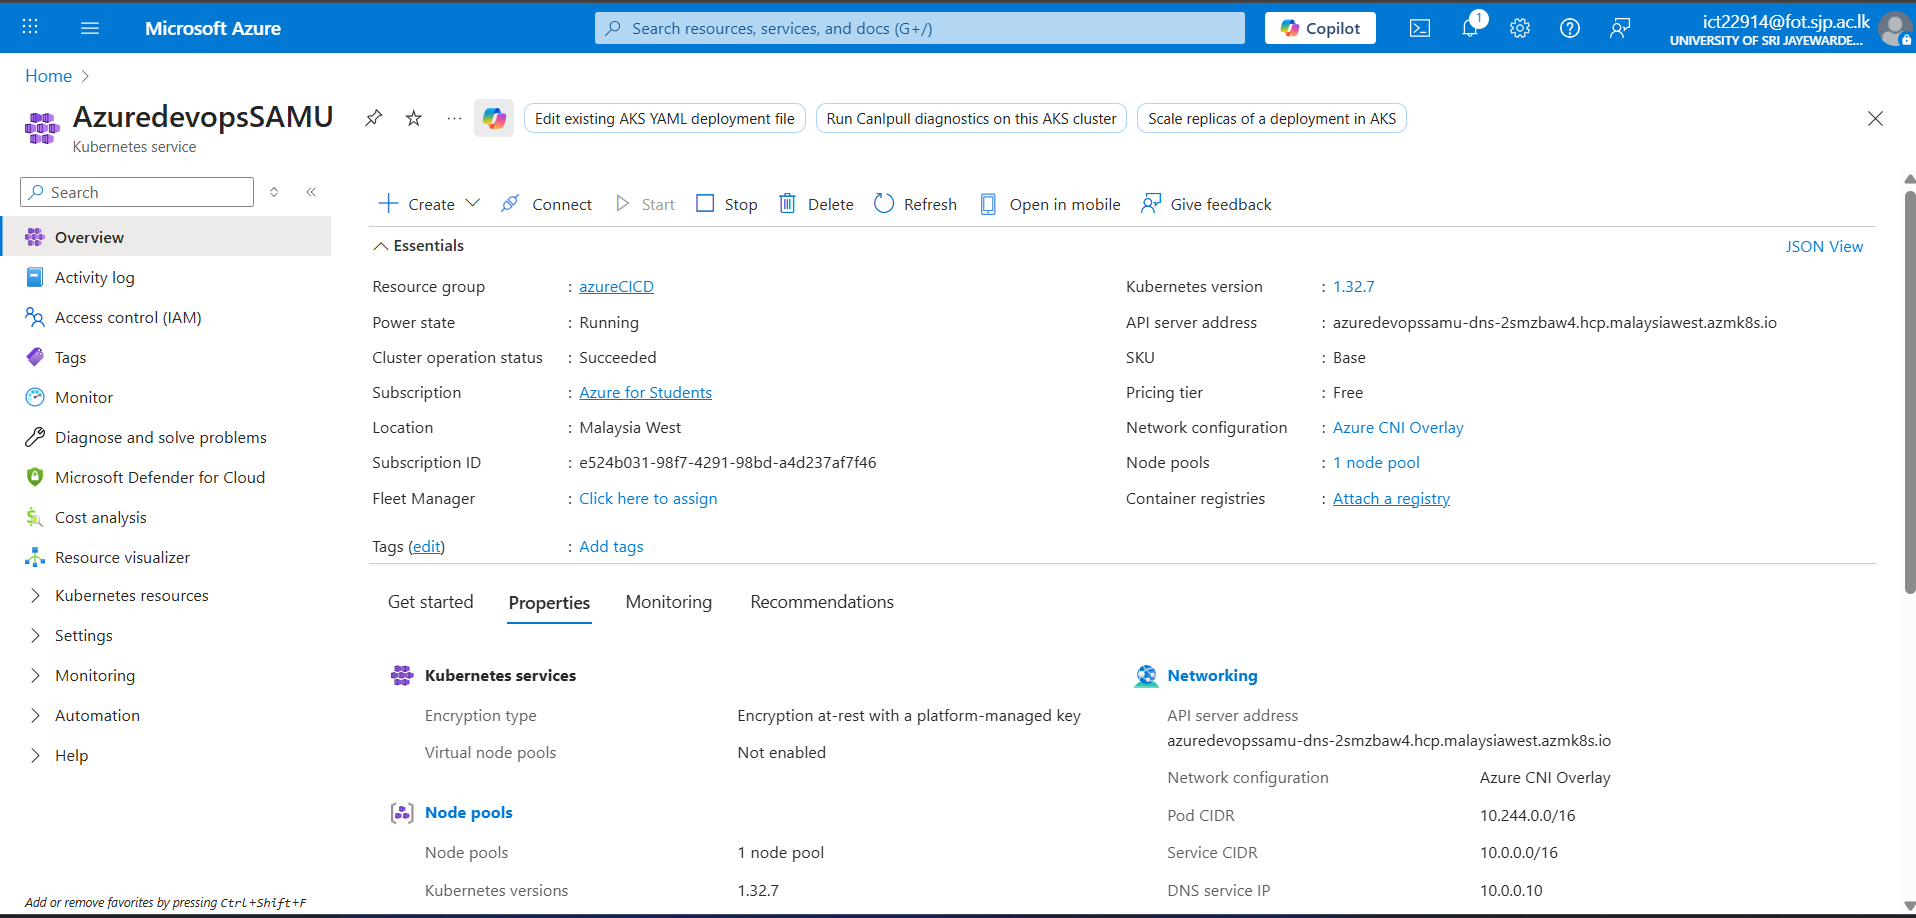 Microsoft Azure
Search resources, services, and docs (G+/)
Copilot
1
ict22914@fot.sjp.ac.lk
UNIVERSITY OF SRI JAYEWARDE...
Home
AzuredevopsSAMU
Kubernetes service
Edit existing AKS YAML deployment file
Run CanIpull diagnostics on this AKS cluster
Scale replicas of a deployment in AKS
Search
Overview
Activity log
Access control (IAM)
Tags
Monitor
Diagnose and solve problems
Microsoft Defender for Cloud
Cost analysis
Resource visualizer
Kubernetes resources
Settings
Monitoring
Automation
Help
Add or remove favorites by pressing Ctrl+Shift+F
Create Connect Start Stop Delete Refresh Open in mobile Give feedback
Essentials
JSON View
Resource group : azureCICD
Power state : Running
Cluster operation status : Succeeded
Subscription : Azure for Students
Location : Malaysia West
Subscription ID : e524b031-98f7-4291-98bd-a4d237af7f46
Fleet Manager : Click here to assign
Tags (edit) : Add tags
Kubernetes version : 1.32.7
API server address : azuredevopssamu-dns-2smzbaw4.hcp.malaysiawest.azmk8s.io
SKU : Base
Pricing tier : Free
Network configuration : Azure CNI Overlay
Node pools : 1 node pool
Container registries : Attach a registry
Get started Properties Monitoring Recommendations
Kubernetes services
Encryption type Encryption at-rest with a platform-managed key
Virtual node pools Not enabled
Node pools
Node pools 1 node pool
Kubernetes versions 1.32.7
Networking
API server address
azuredevopssamu-dns-2smzbaw4.hcp.malaysiawest.azmk8s.io
Network configuration Azure CNI Overlay
Pod CIDR 10.244.0.0/16
Service CIDR 10.0.0.0/16
DNS service IP 10.0.0.10